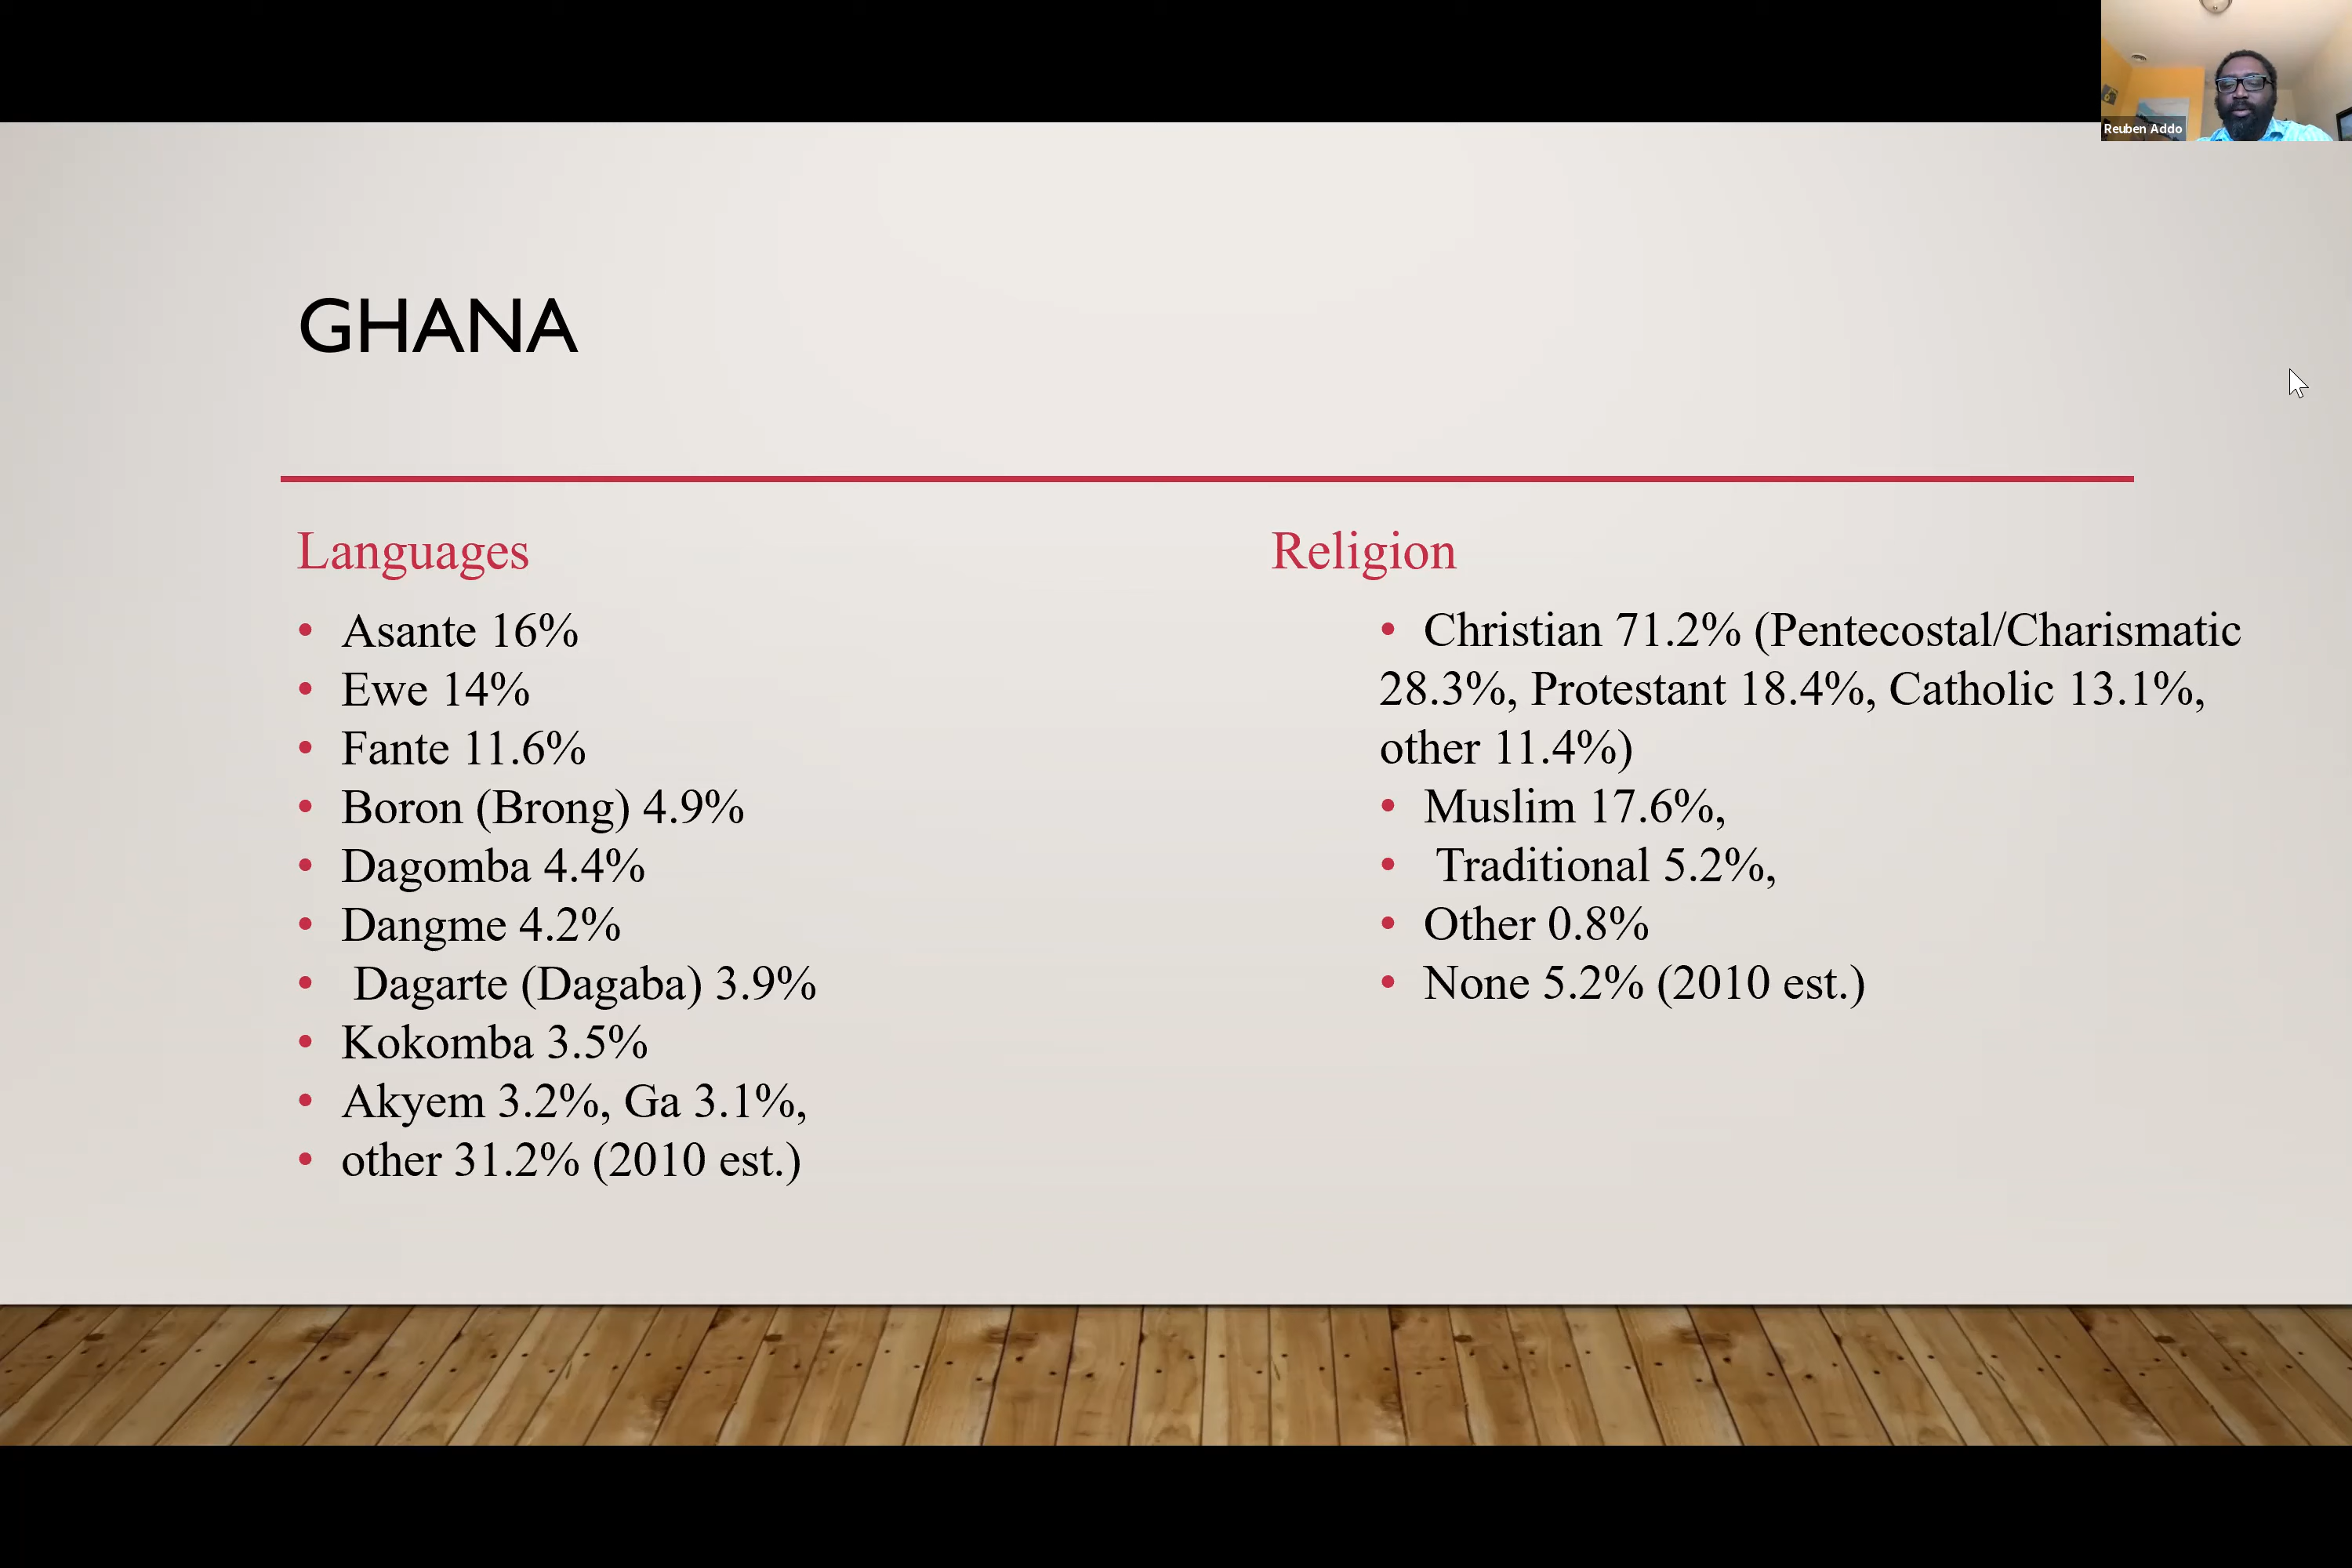 Reuben Addo
GHANA
Languages
• Asante 16%
• Ewe 14%
• Fante 11.6%
• Boron (Brong) 4.9%
• Dagomba 4.4%
• Dangme 4.2%
• Dagarte (Dagaba) 3.9%
• Kokomba 3.5%
• Akyem 3.2%, Ga 3.1%,
• other 31.2% (2010 est.)
Religion
• Christian 71.2% (Pentecostal/Charismatic
28.3%, Protestant 18.4%, Catholic 13.1%,
other 11.4%)
• Muslim 17.6%,
• Traditional 5.2%,
• Other 0.8%
• None 5.2% (2010 est.)